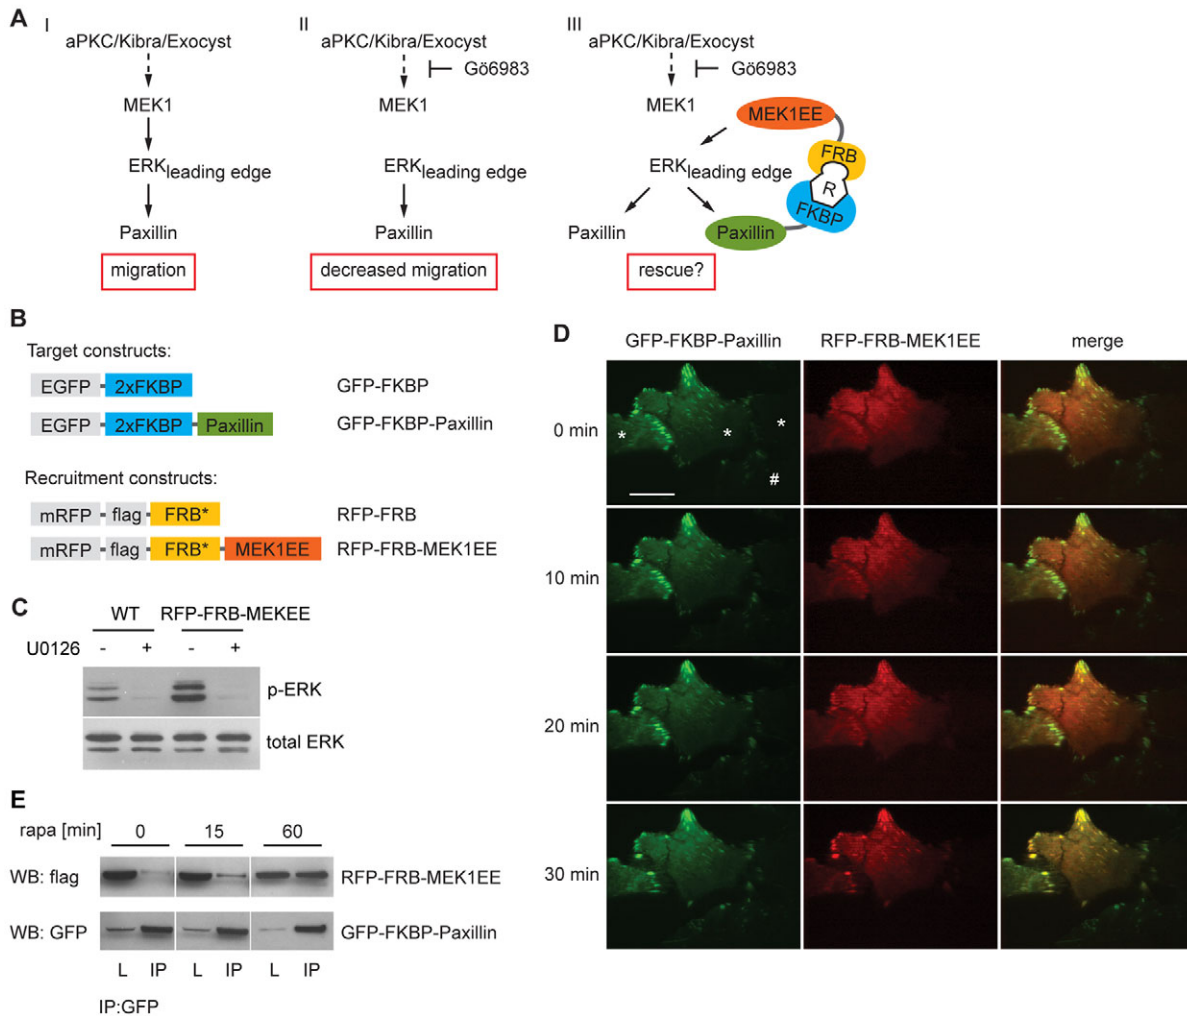 A
I
aPKC/Kibra/Exocyst
MEK1
ERKleading edge
Paxillin
migration
II
aPKC/Kibra/Exocyst
Gö6983
MEK1
ERKleading edge
Paxillin
decreased migration
III
aPKC/Kibra/Exocyst
Gö6983
MEK1
MEK1EE
FRB
R
FKBP
ERKleading edge
Paxillin
Paxillin
rescue?
B
Target constructs:
EGFP 2xFKBP GFP-FKBP
EGFP 2xFKBP Paxillin GFP-FKBP-Paxillin
Recruitment constructs:
mRFP flag FRB* RFP-FRB
mRFP flag FRB* MEK1EE RFP-FRB-MEK1EE
C
WT RFP-FRB-MEKEE
U0126 - + - +
p-ERK
total ERK
D
GFP-FKBP-Paxillin RFP-FRB-MEK1EE merge
0 min
* * *
#
10 min
20 min
30 min
E
rapa [min] 0 15 60
WB: flag RFP-FRB-MEK1EE
WB: GFP GFP-FKBP-Paxillin
L IP L IP L IP
IP:GFP